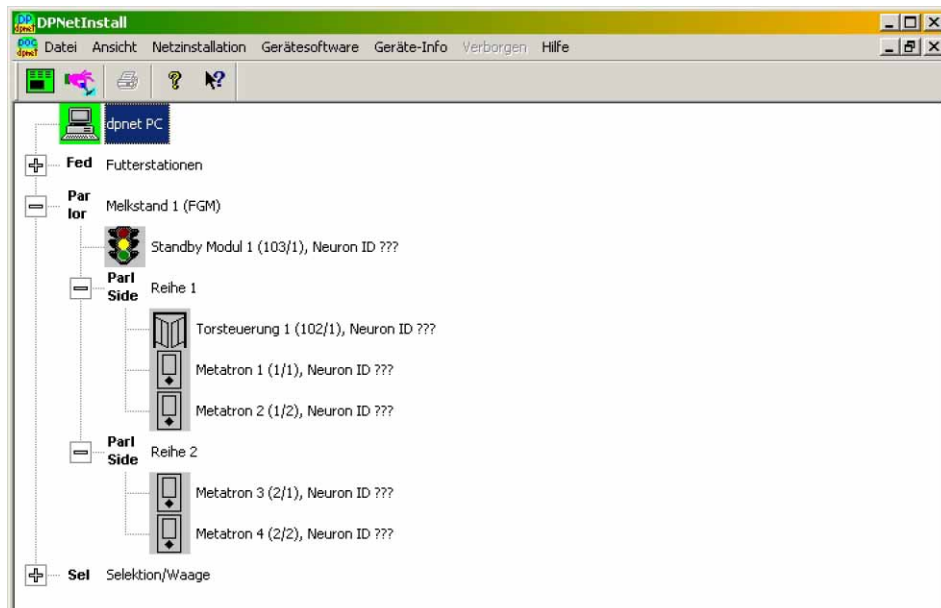 DPNetInstall
Datei Ansicht Netzinstallation Gerätesoftware Geräte-Info Verborgen Hilfe
dpnet PC
Fed Futterstationen
Par
lor Melkstand 1 (FGM)
Standby Modul 1 (103/1), Neuron ID ???
Parl
Side Reihe 1
Torsteuerung 1 (102/1), Neuron ID ???
Metatron 1 (1/1), Neuron ID ???
Metatron 2 (1/2), Neuron ID ???
Parl
Side Reihe 2
Metatron 3 (2/1), Neuron ID ???
Metatron 4 (2/2), Neuron ID ???
Sel Selektion/Waage